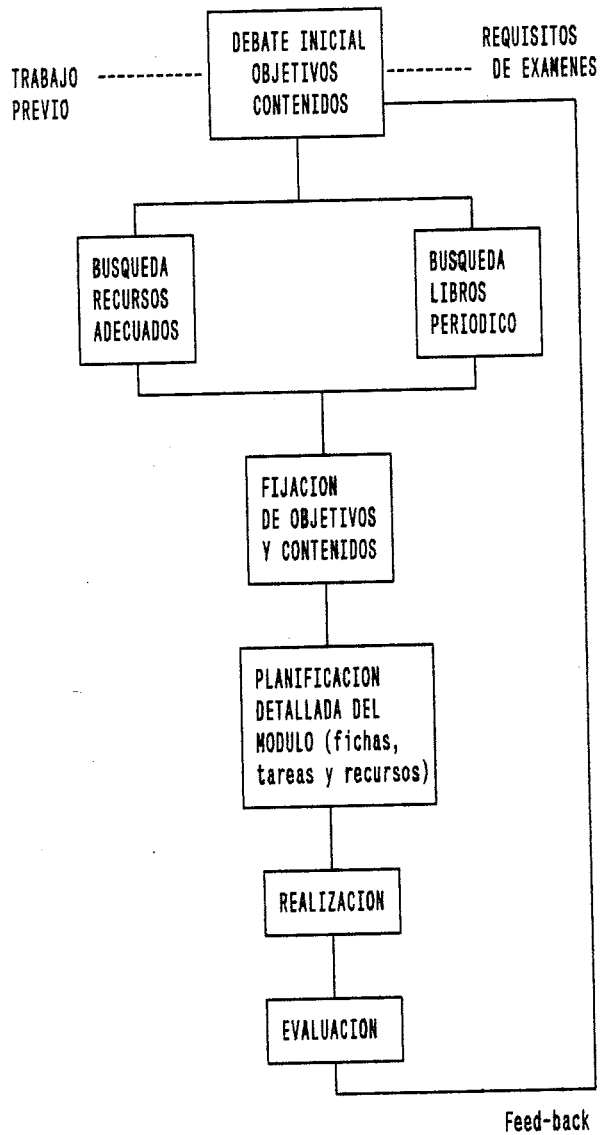 DEBATE INICIAL
OBJETIVOS
CONTENIDOS
TRABAJO
PREVIO
REQUISITOS
DE EXAMENES
BUSQUEDA
RECURSOS
ADECUADOS
BUSQUEDA
LIBROS
PERIODICO
FIJACION
DE OBJETIVOS
Y CONTENIDOS
PLANIFICACION
DETALLADA DEL
MODULO (fichas,
tareas y recursos)
REALIZACION
EVALUACION
Feed-back